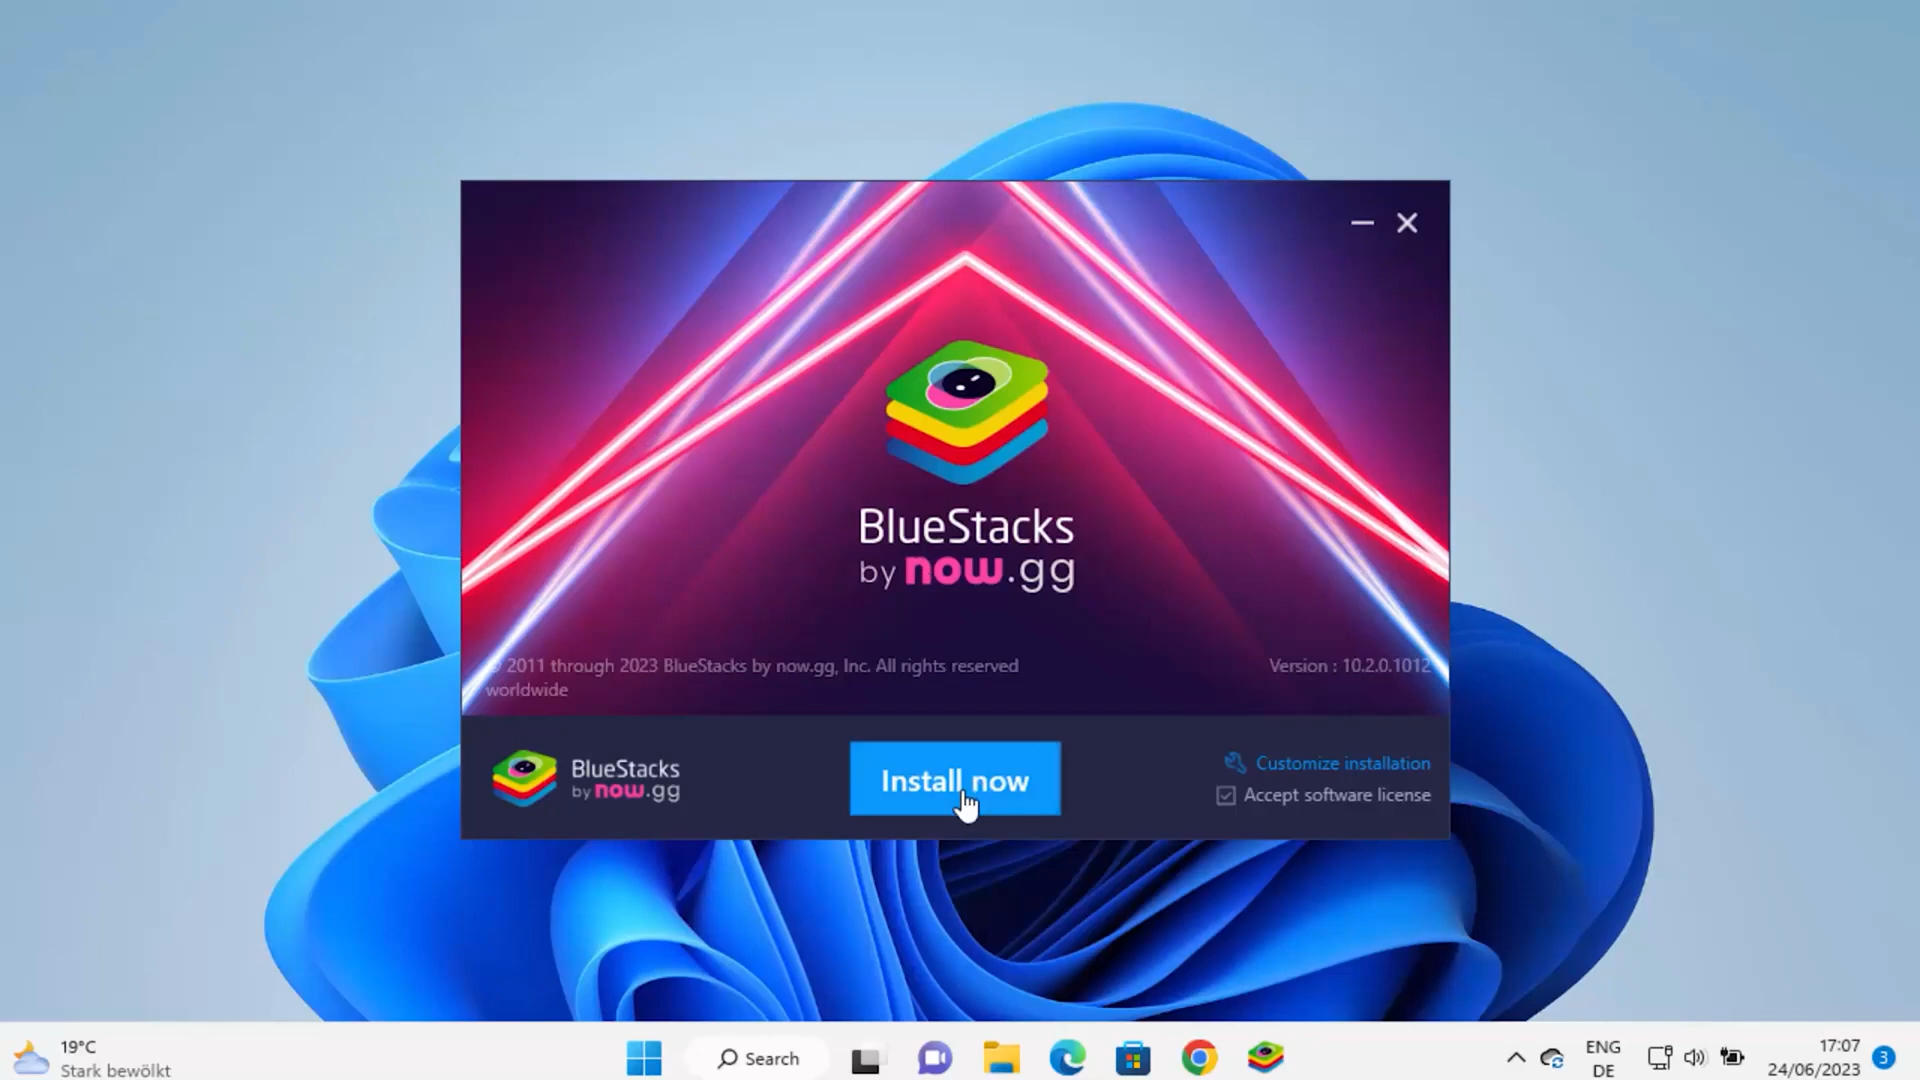 BlueStacks
by now.gg
© 2011 through 2023 BlueStacks by now.gg, Inc. All rights reserved
worldwide
Version : 10.2.0.1012
BlueStacks
by now.gg
Install now
Customize installation
Accept software license
19°C
Stark bewölkt
Search
ENG
DE
17:07
24/06/2023
3